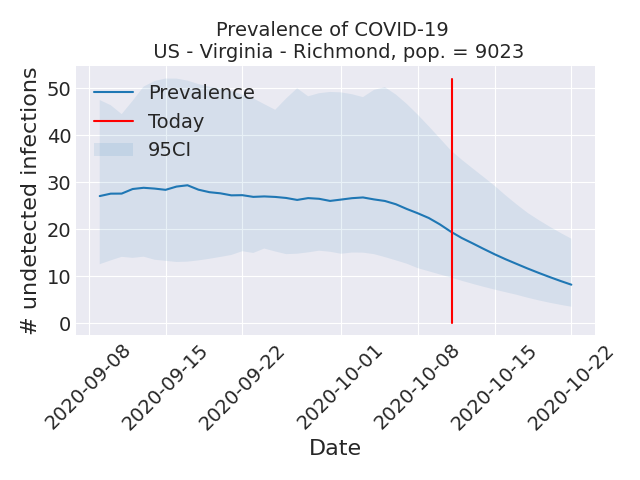 Prevalence of COVID-19
US - Virginia - Richmond, pop. = 9023
# undetected infections
50
40
30
20
10
0
Prevalence
Today
95CI
2020-09-08
2020-09-15
2020-09-22
2020-10-01
2020-10-08
2020-10-15
2020-10-22
Date